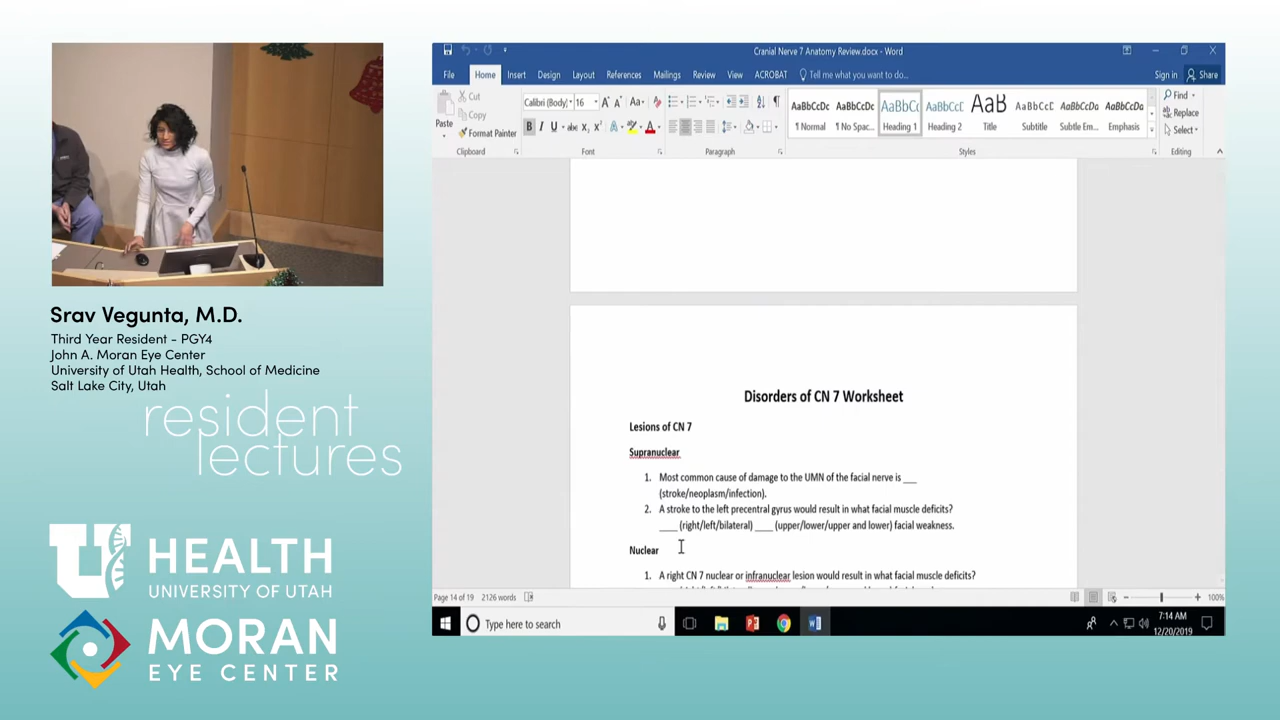 Srav Vegunta, M.D.
Third Year Resident - PGY4
John A. Moran Eye Center
University of Utah Health, School of Medicine
Salt Lake City, Utah
resident
lectures
U HEALTH
UNIVERSITY OF UTAH
MORAN
EYE CENTER
Cranial Nerve 7 Anatomy Review.docx - Word
File Home Insert Design Layout References Mailings Review View ACROBAT Tell me what you want to do... Sign in Share
Paste
Cut
Copy
Format Painter
Clipboard
Calibri (Body) 16
Font
Paragraph
AaBbCcDc AaBbCcDc AaBbCc AaBbCcC AaB AaBbCcC AaBbCcDc AaBbCcDc
¶ Normal ¶ No Spac... Heading 1 Heading 2 Title Subtitle Subtle Em... Emphasis
Styles
Find
Replace
Select
Editing
Disorders of CN 7 Worksheet
Lesions of CN 7
Supranuclear
1. Most common cause of damage to the UMN of the facial nerve is ___
(stroke/neoplasm/infection).
2. A stroke to the left precentral gyrus would result in what facial muscle deficits?
____ (right/left/bilateral) ____ (upper/lower/upper and lower) facial weakness.
Nuclear
1. A right CN 7 nuclear or infranuclear lesion would result in what facial muscle deficits?
Page 14 of 19 2126 words 100%
Type here to search
7:14 AM
12/20/2019